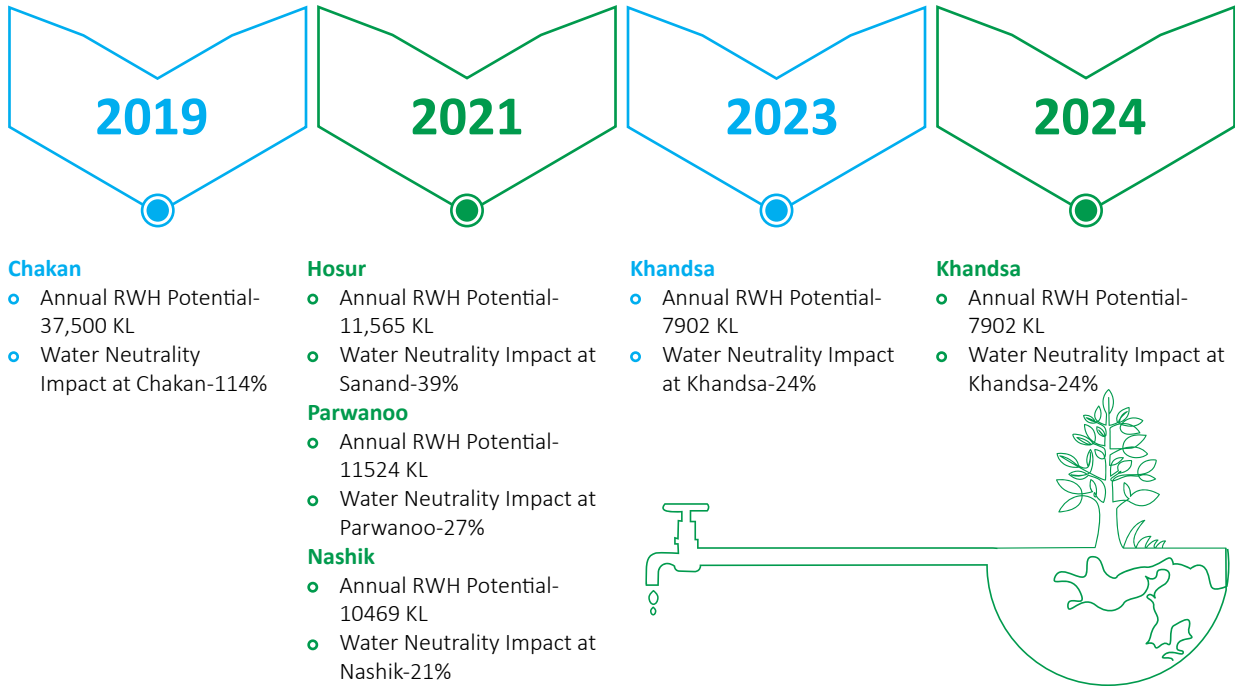 2019
Chakan
Annual RWH Potential-
37,500 KL
Water Neutrality
Impact at Chakan-114%
2021
Hosur
Annual RWH Potential-
11,565 KL
Water Neutrality Impact at
Sanand-39%
Parwanoo
Annual RWH Potential-
11524 KL
Water Neutrality Impact at
Parwanoo-27%
Nashik
Annual RWH Potential-
10469 KL
Water Neutrality Impact at
Nashik-21%
2023
Khandsa
Annual RWH Potential-
7902 KL
Water Neutrality Impact
at Khandsa-24%
2024
Khandsa
Annual RWH Potential-
7902 KL
Water Neutrality Impact at
Khandsa-24%